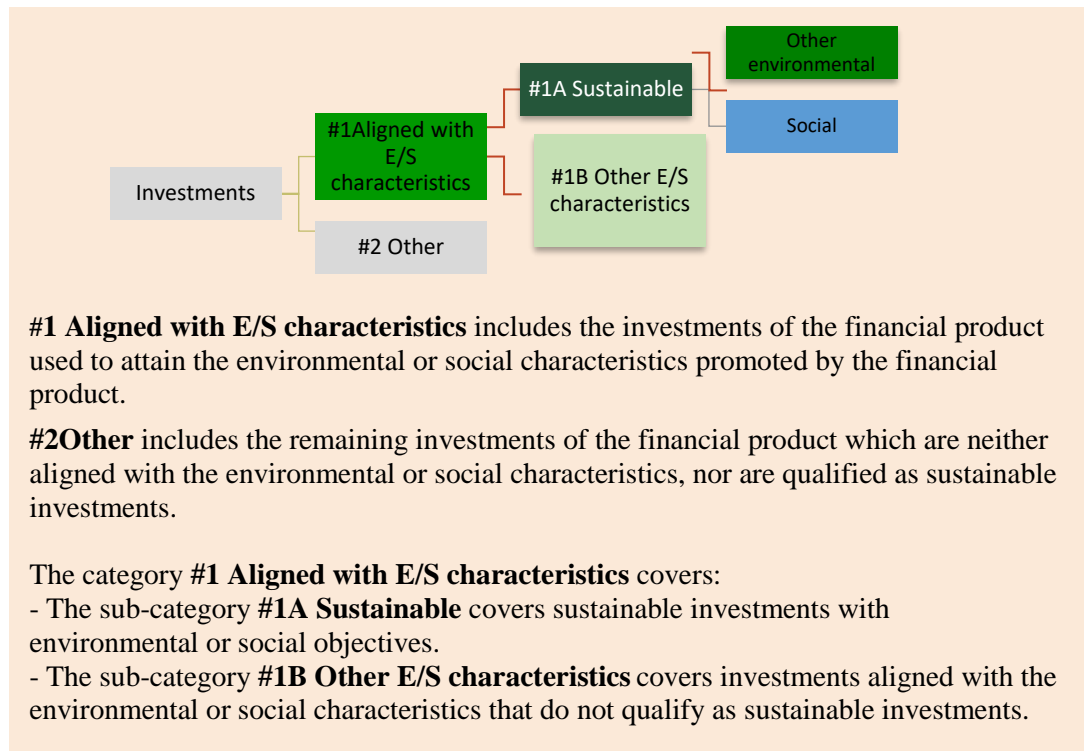 Other
environmental
#1A Sustainable
Social
#1Aligned with
E/S
characteristics
#1B Other E/S
characteristics
Investments
#2 Other
#1 Aligned with E/S characteristics includes the investments of the financial product
used to attain the environmental or social characteristics promoted by the financial
product.
#2Other includes the remaining investments of the financial product which are neither
aligned with the environmental or social characteristics, nor are qualified as sustainable
investments.
The category #1 Aligned with E/S characteristics covers:
- The sub-category #1A Sustainable covers sustainable investments with
environmental or social objectives.
- The sub-category #1B Other E/S characteristics covers investments aligned with the
environmental or social characteristics that do not qualify as sustainable investments.